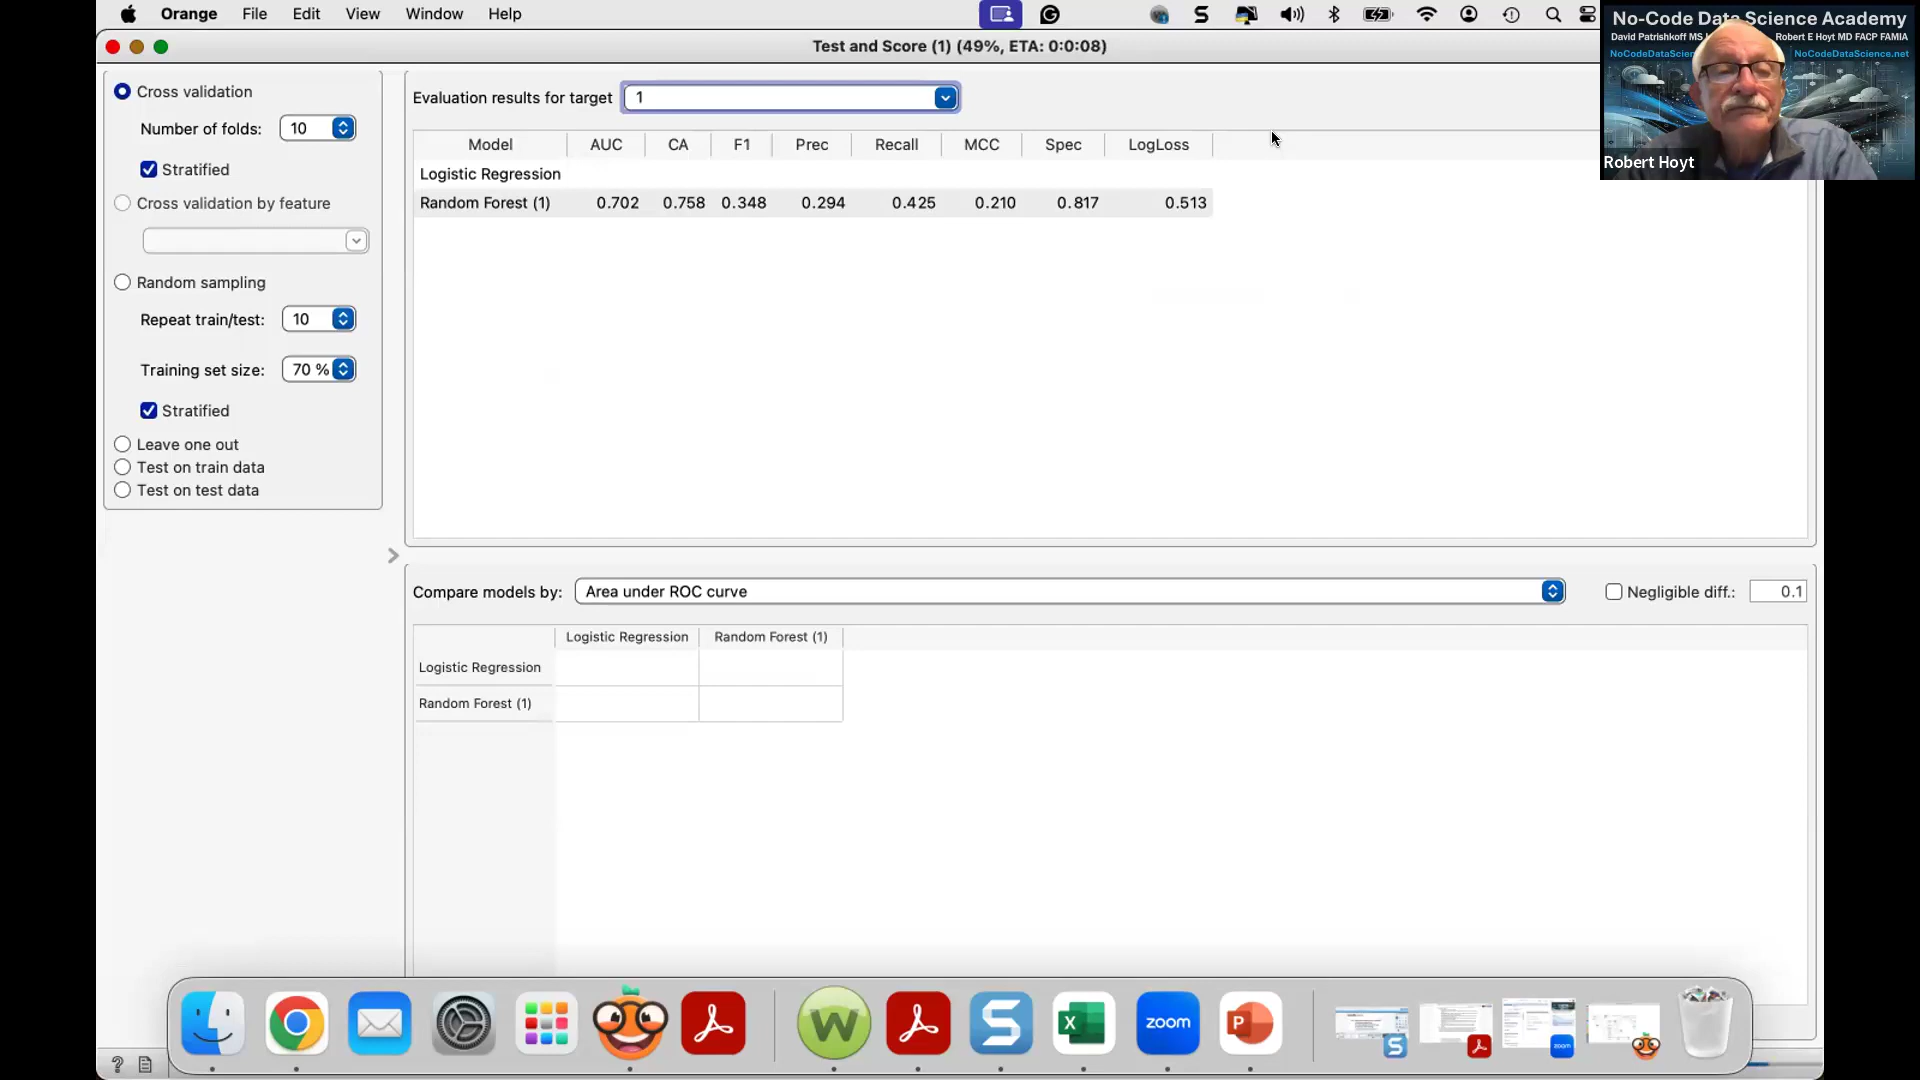 Orange File Edit View Window Help
Test and Score (1) (49%, ETA: 0:0:08)
No-Code Data Science Academy
David Patrishkoff MS Robert E Hoyt MD FACP FAMIA
NoCodeDataScien NoCodeDataScience.net
Robert Hoyt
Cross validation
Number of folds: 10
Stratified
Cross validation by feature
Random sampling
Repeat train/test: 10
Training set size: 70 %
Stratified
Leave one out
Test on train data
Test on test data
Evaluation results for target 1
Model AUC CA F1 Prec Recall MCC Spec LogLoss
Logistic Regression
Random Forest (1) 0.702 0.758 0.348 0.294 0.425 0.210 0.817 0.513
Compare models by: Area under ROC curve Negligible diff.: 0.1
Logistic Regression Random Forest (1)
Logistic Regression
Random Forest (1)
W S X zoom P
S zoom
?